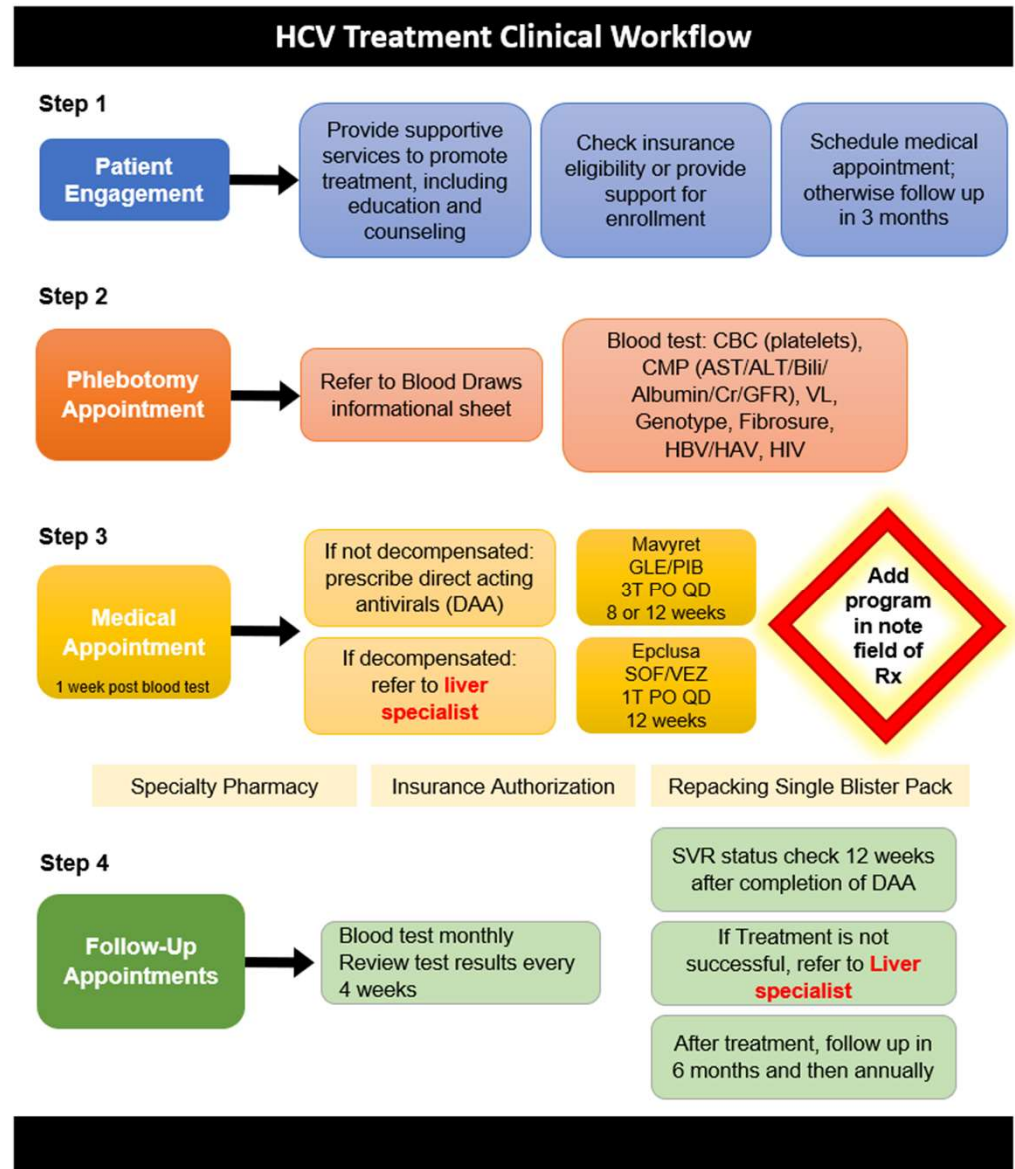 HCV Treatment Clinical Workflow
Step 1
Patient
Engagement
Provide supportive
services to promote
treatment, including
education and
counseling
Check insurance
eligibility or provide
support for
enrollment
Schedule medical
appointment;
otherwise follow up
in 3 months
Step 2
Phlebotomy
Appointment
Refer to Blood Draws
informational sheet
Blood test: CBC (platelets),
CMP (AST/ALT/Bili/
Albumin/Cr/GFR), VL,
Genotype, Fibrosure,
HBV/HAV, HIV
Step 3
Medical
Appointment
1 week post blood test
If not decompensated:
prescribe direct acting
antivirals (DAA)
If decompensated:
refer to liver
specialist
Mavyret
GLE/PIB
3T PO QD
8 or 12 weeks
Epclusa
SOF/VEZ
1T PO QD
12 weeks
Add
program
in note
field of
Rx
Specialty Pharmacy
Insurance Authorization
Repacking Single Blister Pack
Step 4
Follow-Up
Appointments
Blood test monthly
Review test results every
4 weeks
SVR status check 12 weeks
after completion of DAA
If Treatment is not
successful, refer to Liver
specialist
After treatment, follow up in
6 months and then annually